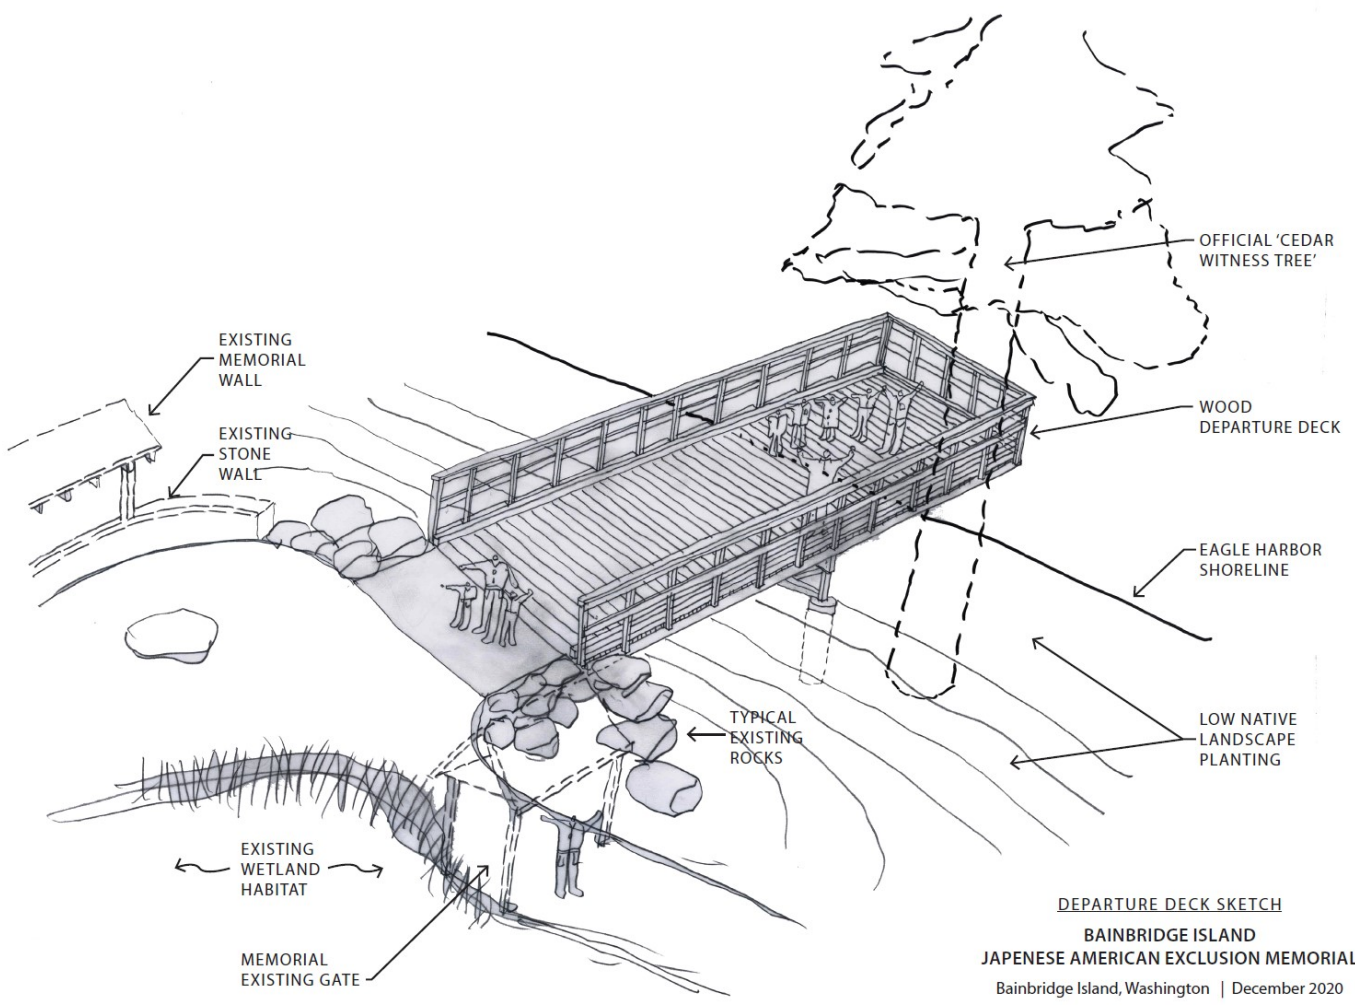 OFFICIAL ‘CEDAR
WITNESS TREE’
EXISTING
MEMORIAL
WALL
WOOD
DEPARTURE DECK
EXISTING
STONE
WALL
EAGLE HARBOR
SHORELINE
TYPICAL
EXISTING
ROCKS
LOW NATIVE
LANDSCAPE
PLANTING
EXISTING
WETLAND
HABITAT
MEMORIAL
EXISTING GATE
DEPARTURE DECK SKETCH
BAINBRIDGE ISLAND
JAPENESE AMERICAN EXCLUSION MEMORIAL
Bainbridge Island, Washington | December 2020